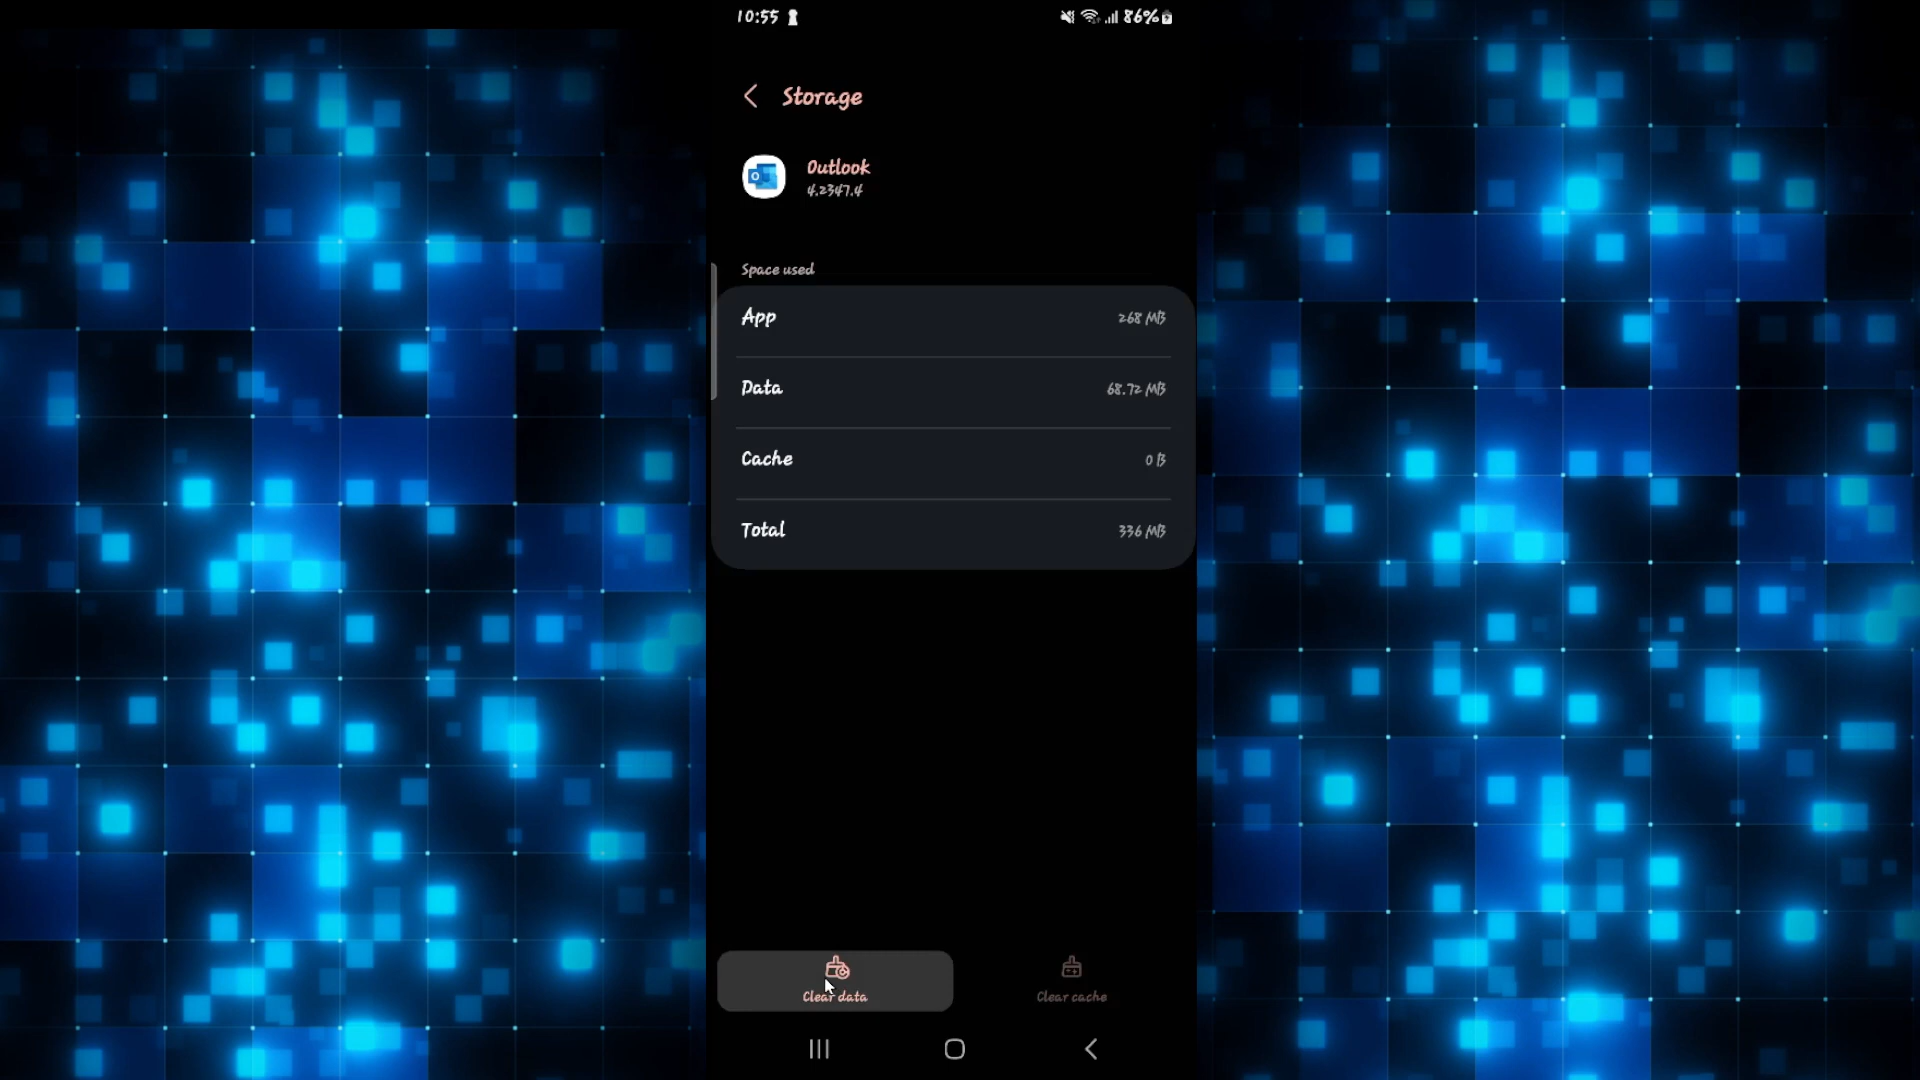 10:55 86%
Storage
Outlook
4.2347.4
Space used
App 268 MB
Data 68.72 MB
Cache 0 B
Total 336 MB
Clear data Clear cache